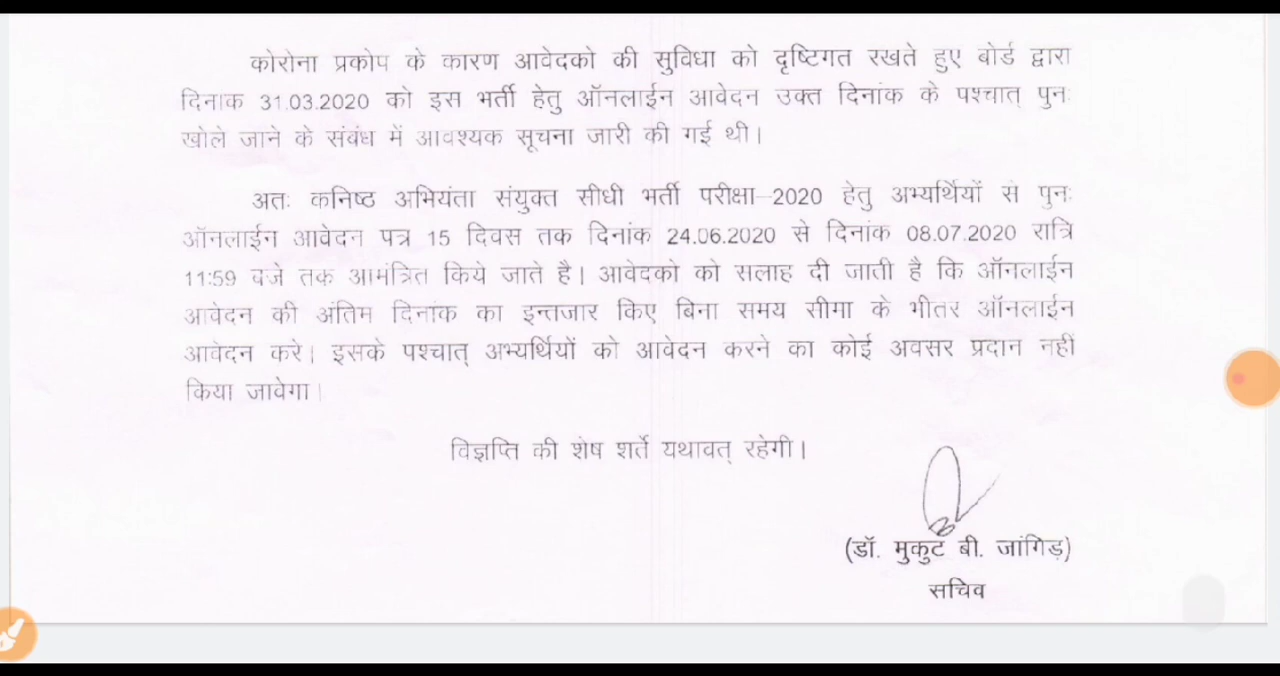 कोरोना प्रकोप के कारण आवेदको की सुविधा को दृष्टिगत रखते हुए बोर्ड द्वारा
दिनाक 31.03.2020 को इस भर्ती हेतु ऑनलाईन आवेदन उक्त दिनांक के पश्चात् पुनः
खोले जाने के संबंध में आवश्यक सूचना जारी की गई थी।
अतः कनिष्ठ अभियंता संयुक्त सीधी भर्ती परीक्षा-2020 हेतु अभ्यर्थियों से पुनः
ऑनलाईन आवेदन पत्र 15 दिवस तक दिनांक 24.06.2020 से दिनांक 08.07.2020 रात्रि
11:59 बजे तक आमंत्रित किये जाते है। आवेदको को सलाह दी जाती है कि ऑनलाईन
आवेदन की अंतिम दिनांक का इन्तजार किए बिना समय सीमा के भीतर ऑनलाईन
आवेदन करे। इसके पश्चात् अभ्यर्थियों को आवेदन करने का कोई अवसर प्रदान नहीं
किया जावेगा।
विज्ञप्ति की शेष शर्ते यथावत् रहेगी।
(डॉ. मुकुट बी. जांगिड़)
सचिव